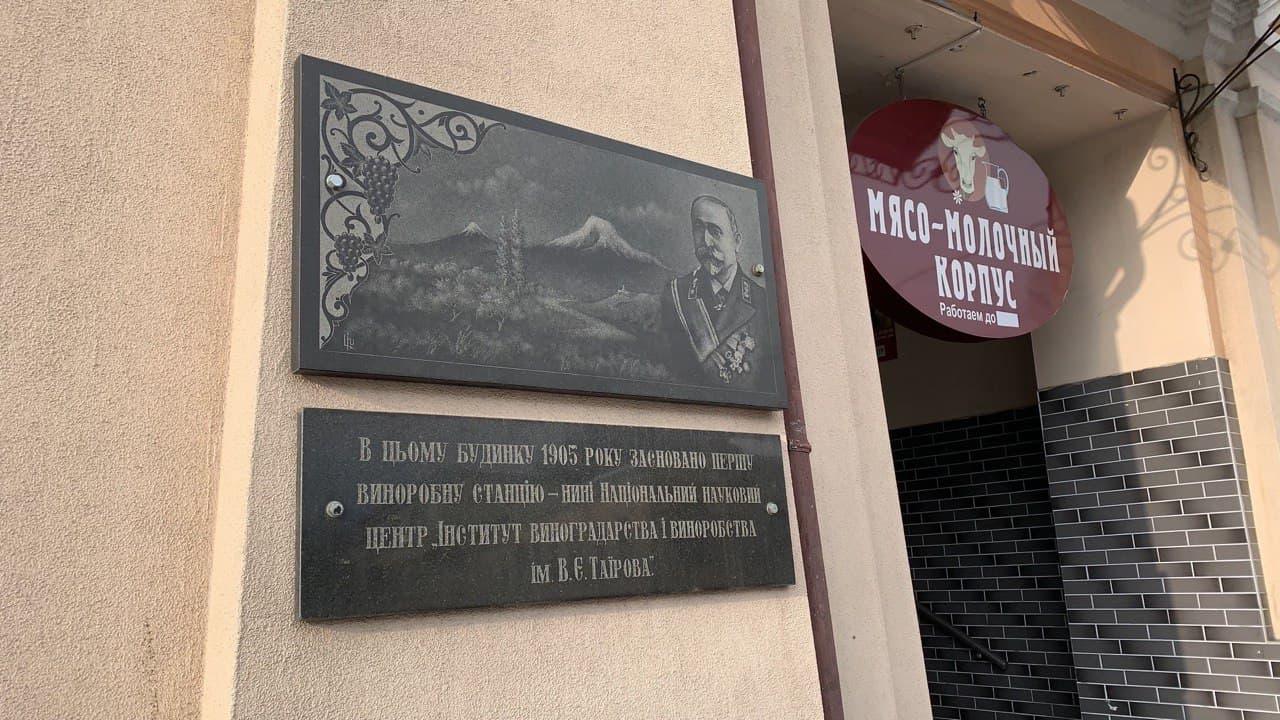 В ЦЬОМУ БУДИНКУ 1905 РОКУ ЗАСНОВАНО ПЕРШУ
ВИНОРОБНУ СТАНЦІЮ – НИНІ НАЦІОНАЛЬНИЙ НАУКОВИЙ
ЦЕНТР „ІНСТИТУТ ВИНОГРАДАРСТВА І ВИНОРОБСТВА
ІМ. В. Є. ТАЇРОВА".
МЯСО-МОЛОЧНЫЙ
КОРПУС
Работаем до